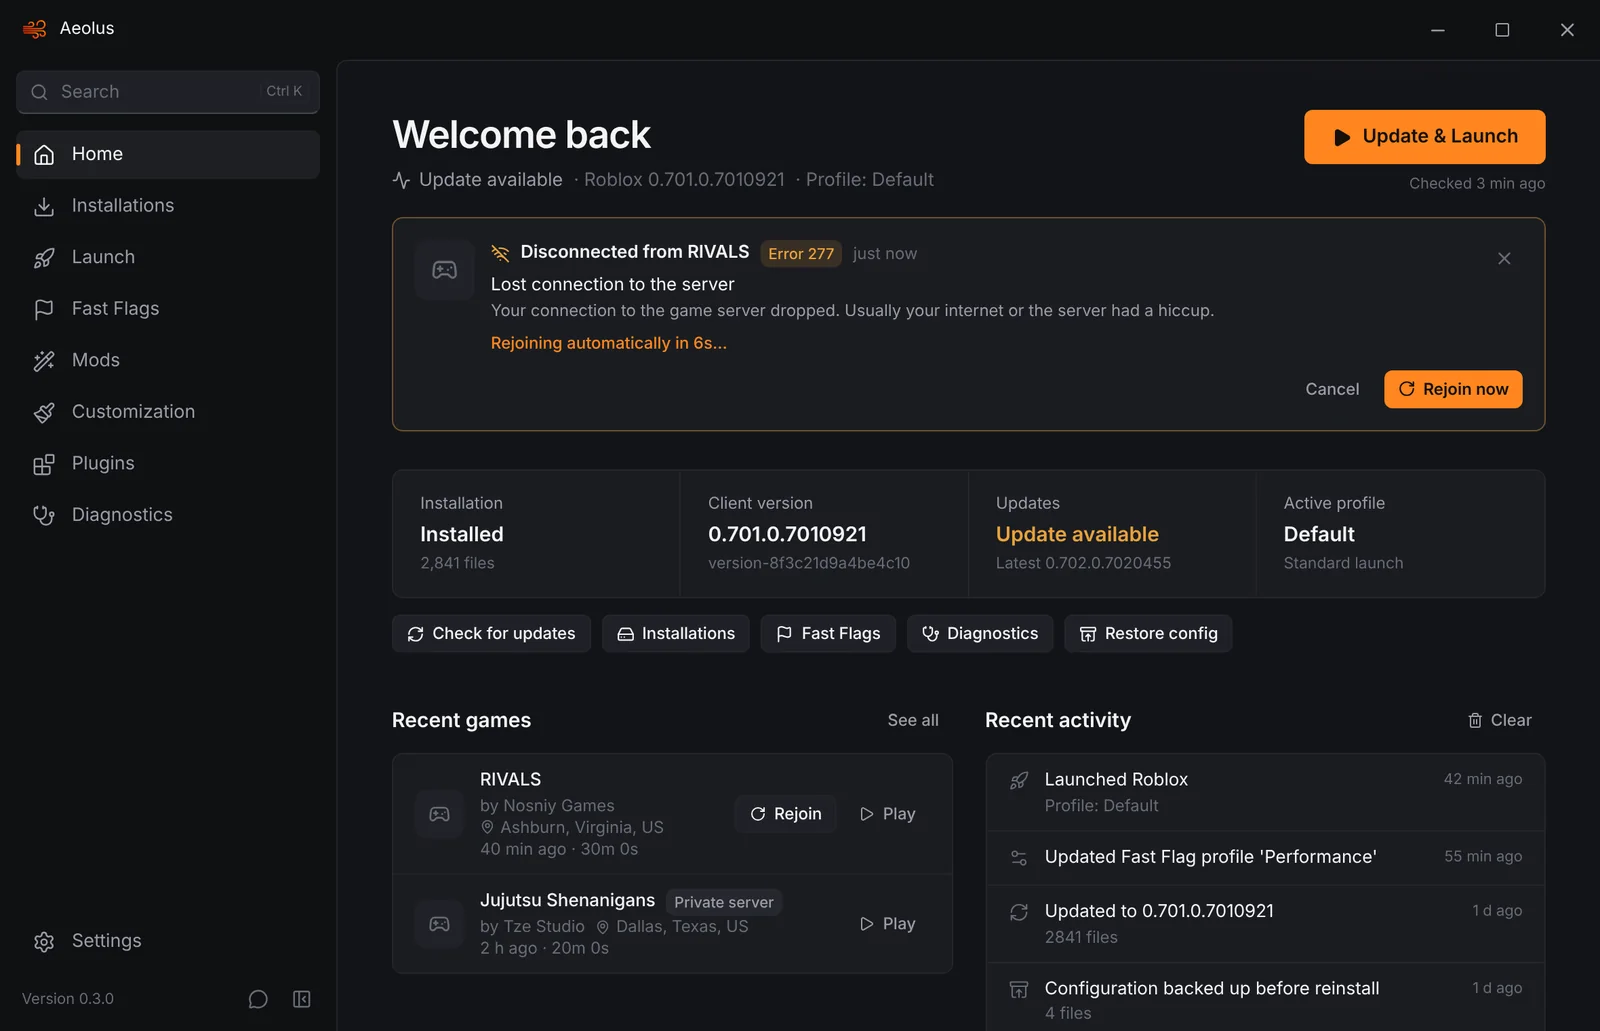 Aeolus
Search
Ctrl K
Home
Installations
Launch
Fast Flags
Mods
Customization
Plugins
Diagnostics
Settings
Version 0.3.0
Welcome back
Update available · Roblox 0.701.0.7010921 · Profile: Default
Update & Launch
Checked 3 min ago
Disconnected from RIVALS Error 277 just now
Lost connection to the server
Your connection to the game server dropped. Usually your internet or the server had a hiccup.
Rejoining automatically in 6s...
Cancel
Rejoin now
Installation
Installed
2,841 files
Client version
0.701.0.7010921
version-8f3c21d9a4be4c10
Updates
Update available
Latest 0.702.0.7020455
Active profile
Default
Standard launch
Check for updates
Installations
Fast Flags
Diagnostics
Restore config
Recent games
See all
RIVALS
by Nosniy Games
Ashburn, Virginia, US
40 min ago · 30m 0s
Rejoin
Play
Jujutsu Shenanigans Private server
by Tze Studio Dallas, Texas, US
2 h ago · 20m 0s
Play
Recent activity
Clear
Launched Roblox
42 min ago
Profile: Default
Updated Fast Flag profile 'Performance'
55 min ago
Updated to 0.701.0.7010921
1 d ago
2841 files
Configuration backed up before reinstall
1 d ago
4 files